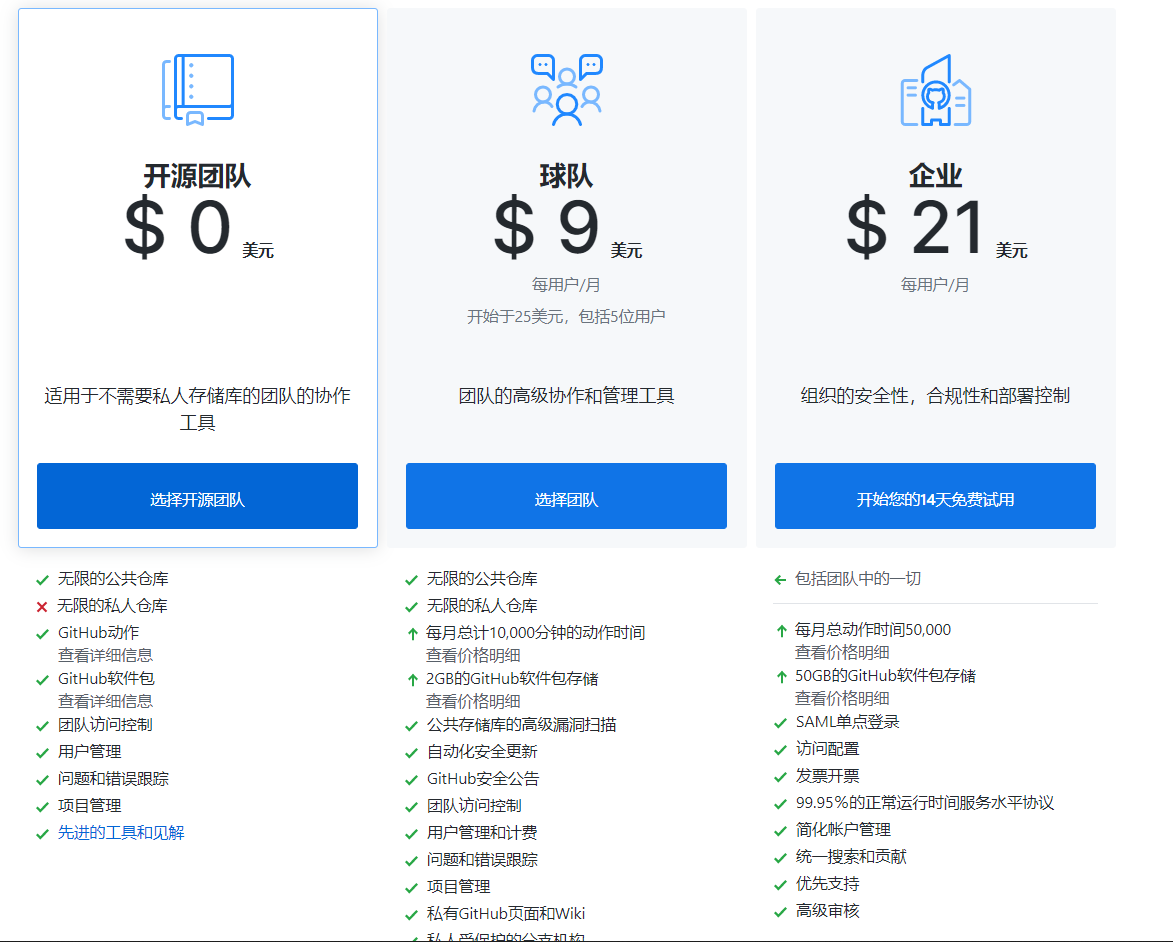 开源团队
$ 0 美元
适用于不需要私人存储库的团队的协作
工具
选择开源团队
无限的公共仓库
无限的私人仓库
GitHub动作
查看详细信息
GitHub软件包
查看详细信息
团队访问控制
用户管理
问题和错误跟踪
项目管理
先进的工具和见解
球队
$ 9 美元
每用户/月
开始于25美元，包括5位用户
团队的高级协作和管理工具
选择团队
无限的公共仓库
无限的私人仓库
每月总计10,000分钟的动作时间
查看价格明细
2GB的GitHub软件包存储
查看价格明细
公共存储库的高级漏洞扫描
自动化安全更新
GitHub安全公告
团队访问控制
用户管理和计费
问题和错误跟踪
项目管理
私有GitHub页面和Wiki
私人受保护的分支机构
企业
$ 21 美元
每用户/月
组织的安全性，合规性和部署控制
开始您的14天免费试用
包括团队中的一切
每月总动作时间50,000
查看价格明细
50GB的GitHub软件包存储
查看价格明细
SAML单点登录
访问配置
发票开票
99.95％的正常运行时间服务水平协议
简化帐户管理
统一搜索和贡献
优先支持
高级审核